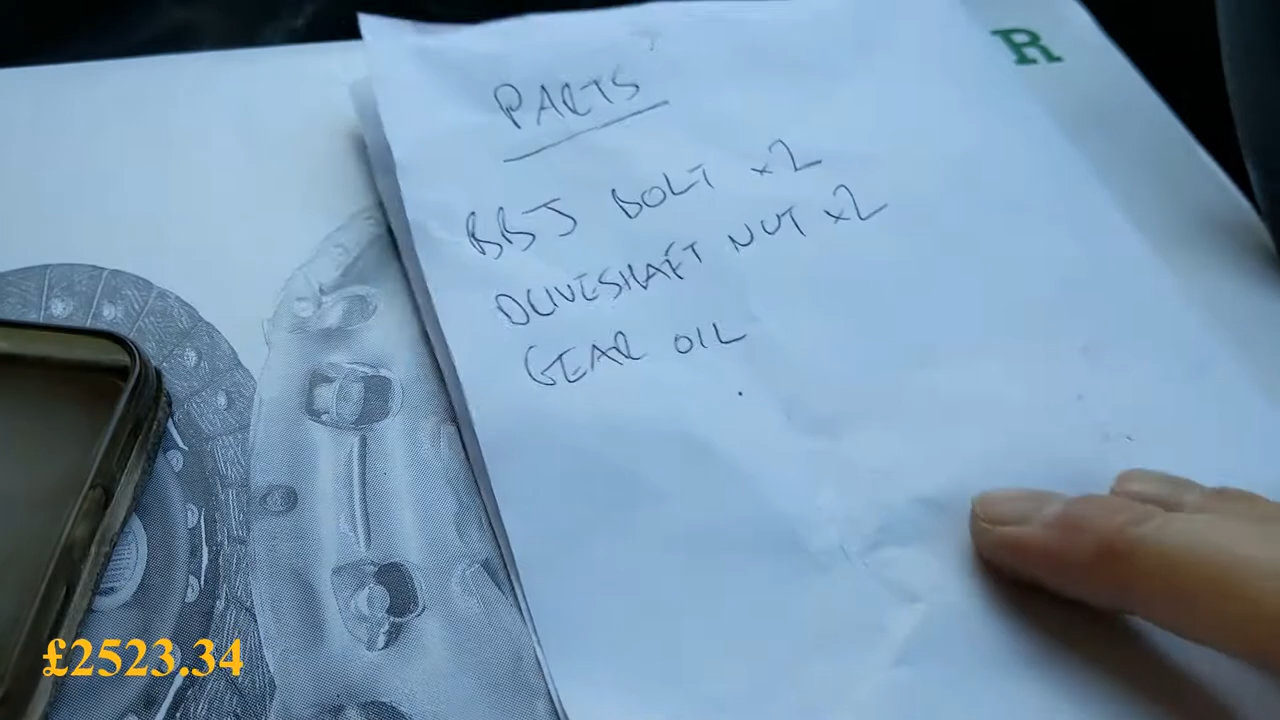 R
PARTS
BBJ BOLT x2
DRIVESHAFT NUT x2
GEAR OIL
£2523.34